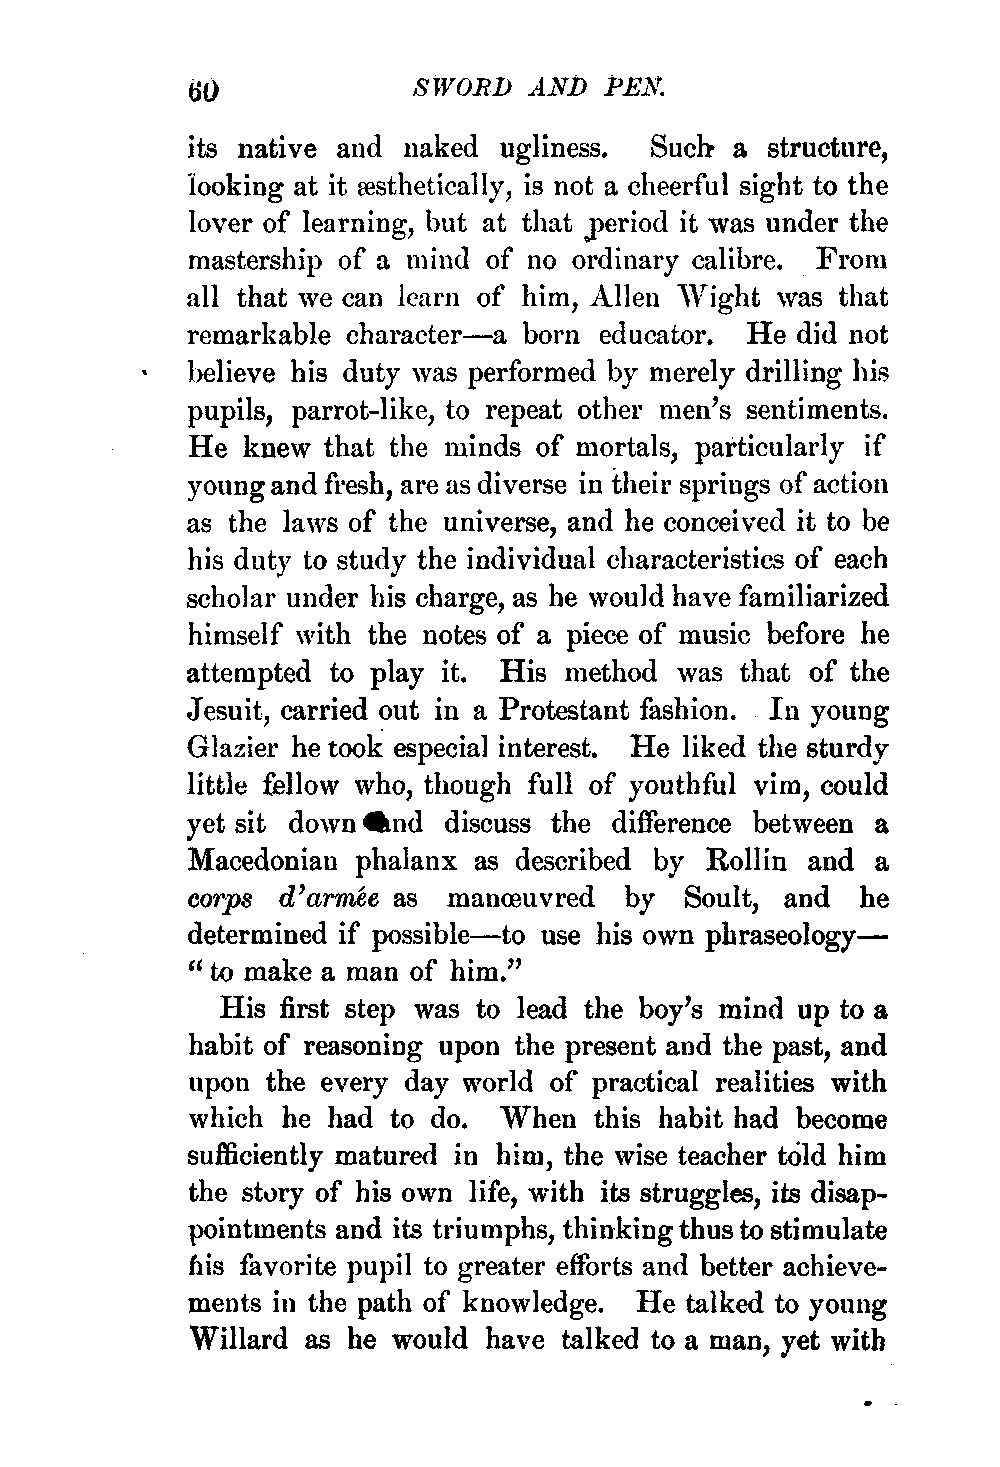 60 SWORD AND PEN.
its native and naked ugliness. Such a structure,
looking at it æsthetically, is not a cheerful sight to the
lover of learning, but at that period it was under the
mastership of a mind of no ordinary calibre. From
all that we can learn of him, Allen Wight was that
remarkable character—a born educator. He did not
believe his duty was performed by merely drilling his
pupils, parrot-like, to repeat other men's sentiments.
He knew that the minds of mortals, particularly if
young and fresh, are as diverse in their springs of action
as the laws of the universe, and he conceived it to be
his duty to study the individual characteristics of each
scholar under his charge, as he would have familiarized
himself with the notes of a piece of music before he
attempted to play it. His method was that of the
Jesuit, carried out in a Protestant fashion. In young
Glazier he took especial interest. He liked the sturdy
little fellow who, though full of youthful vim, could
yet sit down and discuss the difference between a
Macedonian phalanx as described by Rollin and a
corps d'armée as manœuvred by Soult, and he
determined if possible—to use his own phraseology—
"to make a man of him."
His first step was to lead the boy's mind up to a
habit of reasoning upon the present and the past, and
upon the every day world of practical realities with
which he had to do. When this habit had become
sufficiently matured in him, the wise teacher told him
the story of his own life, with its struggles, its disap-
pointments and its triumphs, thinking thus to stimulate
his favorite pupil to greater efforts and better achieve-
ments in the path of knowledge. He talked to young
Willard as he would have talked to a man, yet with